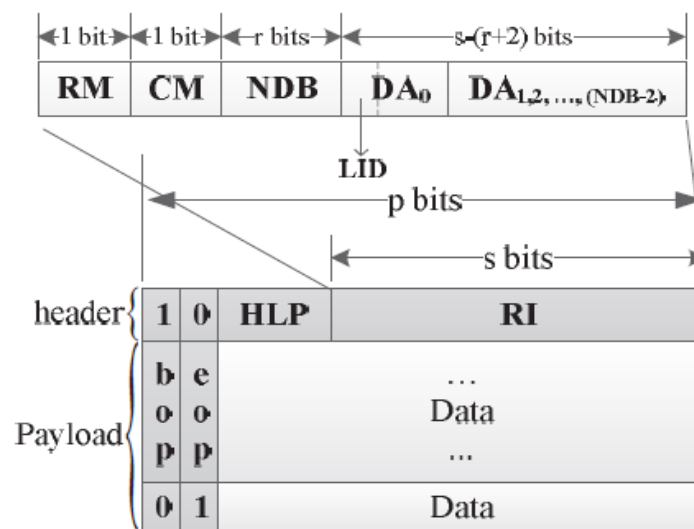 1 bit 1 bit r bits s-(r+2) bits
RM CM NDB DA₀ DA₁,₂, ..., (NDB-2)
LID
p bits
s bits
header 1 0 HLP RI
b e ...
o o Data
p p ...
Payload
0 1 Data